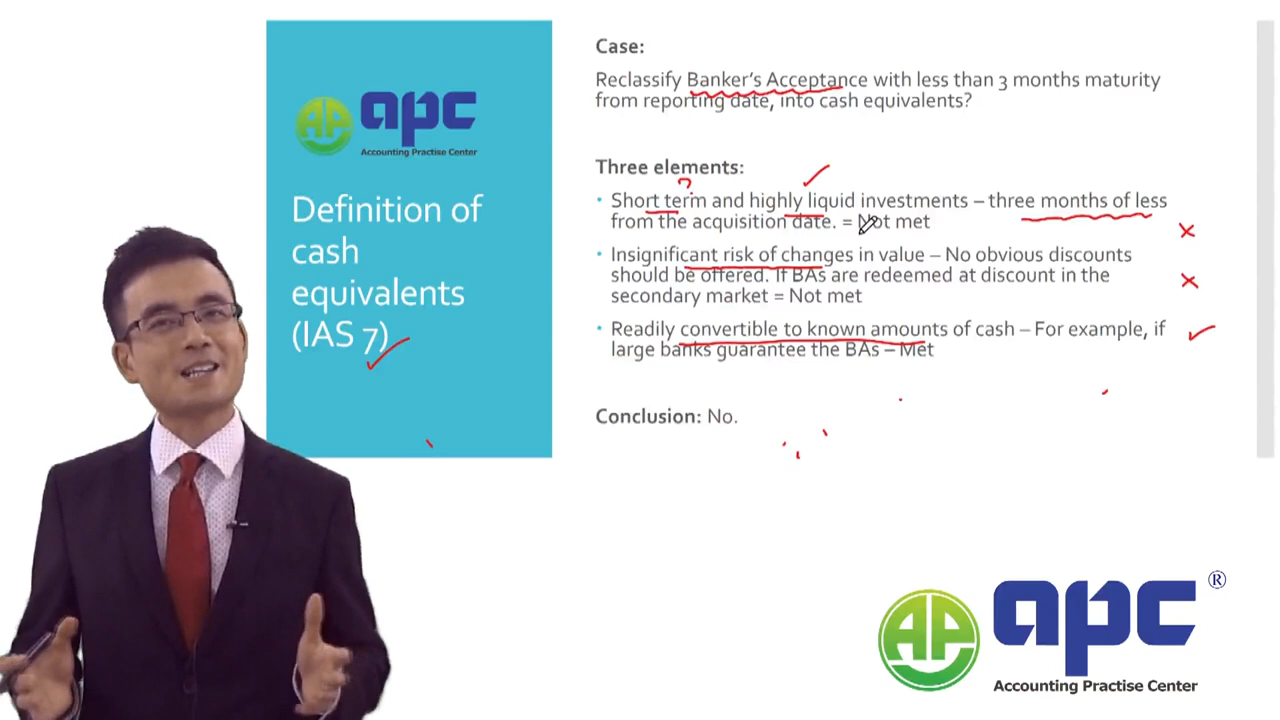 AP apc
Accounting Practise Center
Definition of
cash
equivalents
(IAS 7)
Case:
Reclassify Banker's Acceptance with less than 3 months maturity
from reporting date, into cash equivalents?
Three elements:
• Short term and highly liquid investments – three months of less
from the acquisition date. = Not met
• Insignificant risk of changes in value – No obvious discounts
should be offered. If BAs are redeemed at discount in the
secondary market = Not met
• Readily convertible to known amounts of cash – For example, if
large banks guarantee the BAs – Met
Conclusion: No.
AP apc ®
Accounting Practise Center